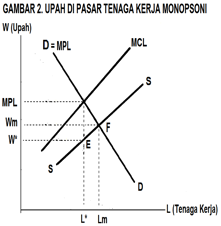 GAMBAR 2. UPAH DI PASAR TENAGA KERJA MONOPSONI
W (Upah)
D = MPL
MCL
S
MPL
Wm
F
W*
E
S
D
L* Lm
L (Tenaga Kerja)